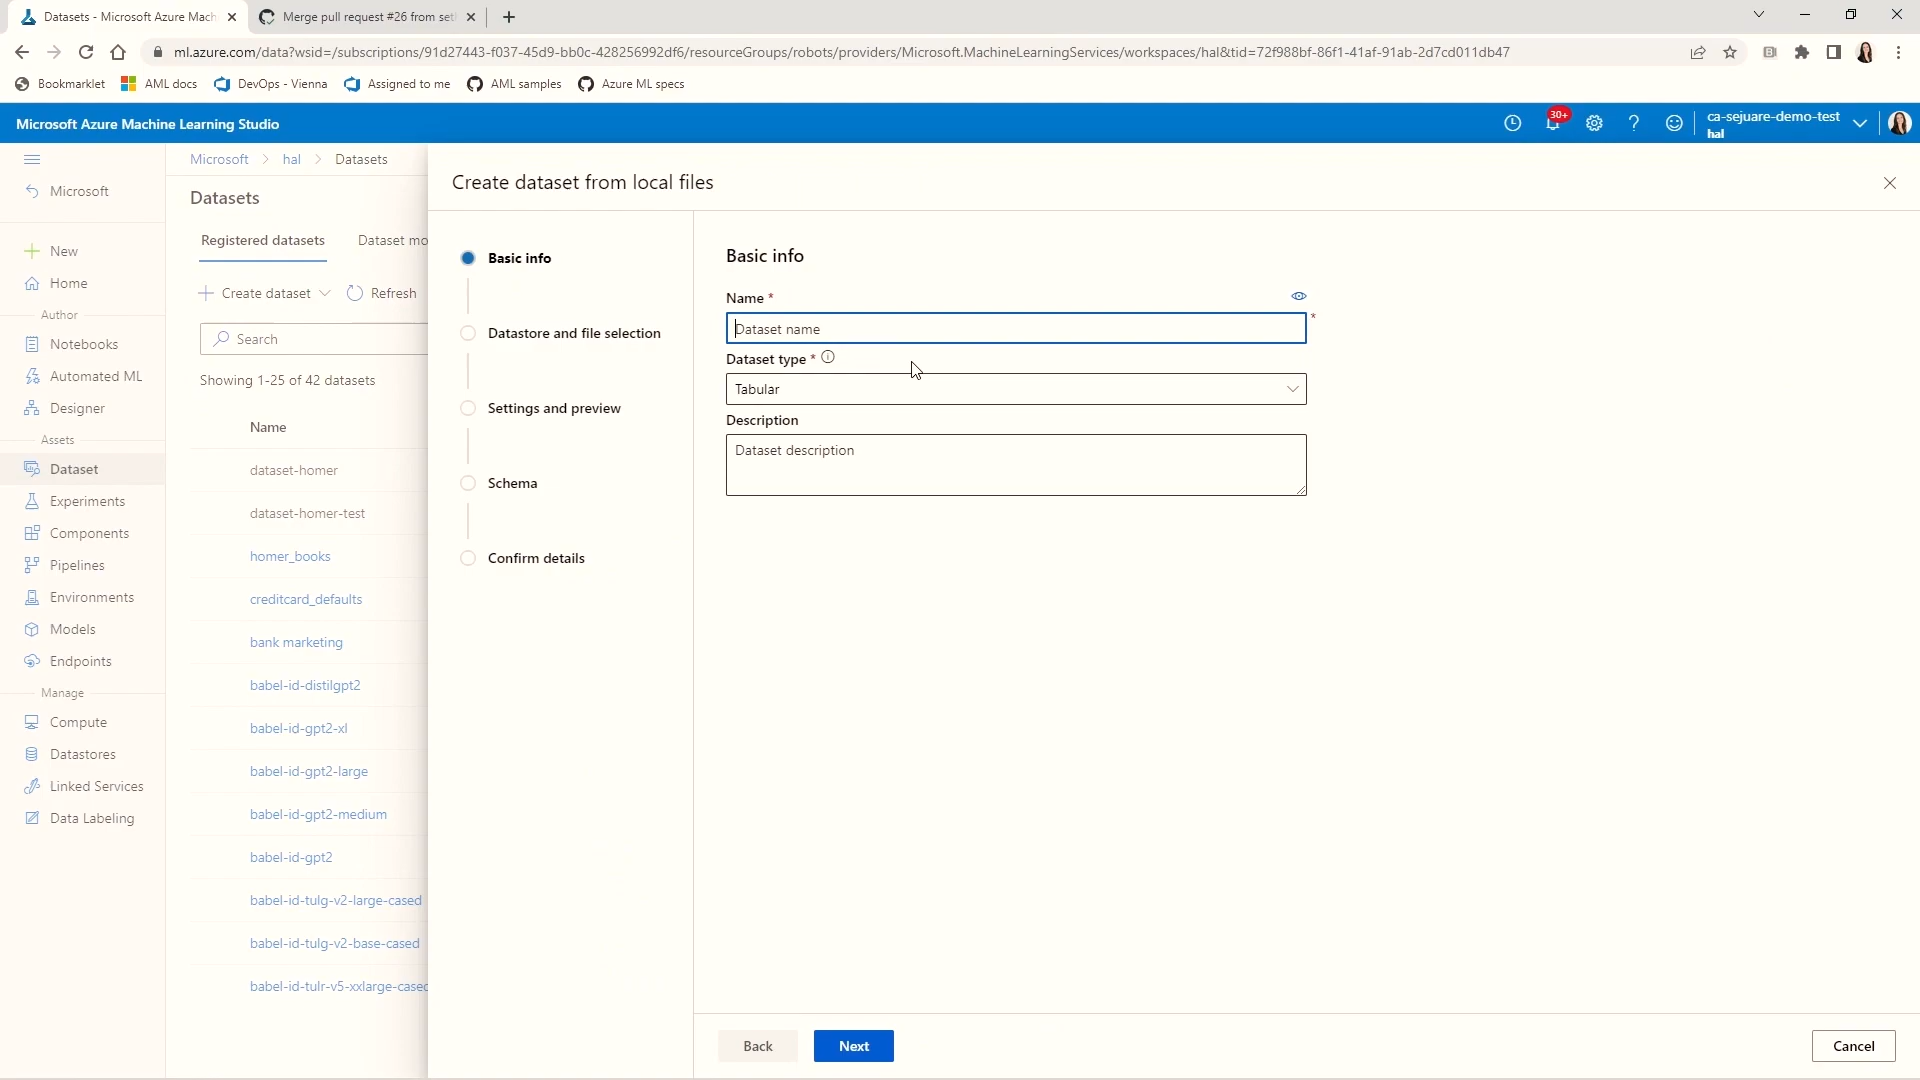 Datasets - Microsoft Azure Mach
Merge pull request #26 from set
ml.azure.com/data?wsid=/subscriptions/91d27443-f037-45d9-bb0c-428256992df6/resourceGroups/robots/providers/Microsoft.MachineLearningServices/workspaces/hal&tid=72f988bf-86f1-41af-91ab-2d7cd011db47
Bookmarklet AML docs DevOps - Vienna Assigned to me AML samples Azure ML specs
Microsoft Azure Machine Learning Studio
30+
ca-sejuare-demo-test
hal
Microsoft
New
Home
Author
Notebooks
Automated ML
Designer
Assets
Dataset
Experiments
Components
Pipelines
Environments
Models
Endpoints
Manage
Compute
Datastores
Linked Services
Data Labeling
Microsoft > hal > Datasets
Datasets
Registered datasets Dataset mo
Create dataset Refresh
Search
Showing 1-25 of 42 datasets
Name
dataset-homer
dataset-homer-test
homer_books
creditcard_defaults
bank marketing
babel-id-distilgpt2
babel-id-gpt2-xl
babel-id-gpt2-large
babel-id-gpt2-medium
babel-id-gpt2
babel-id-tulg-v2-large-cased
babel-id-tulg-v2-base-cased
babel-id-tulr-v5-xxlarge-cased
Create dataset from local files
Basic info
Datastore and file selection
Settings and preview
Schema
Confirm details
Basic info
Name *
Dataset name
*
Dataset type *
Tabular
Description
Dataset description
Back Next Cancel